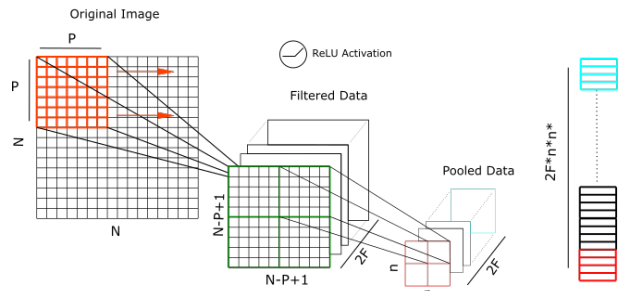 Original Image
P
ReLU Activation
P
Filtered Data
N
Pooled Data
2F*n*n*
N-P+1
N
2F
n
2F
N-P+1